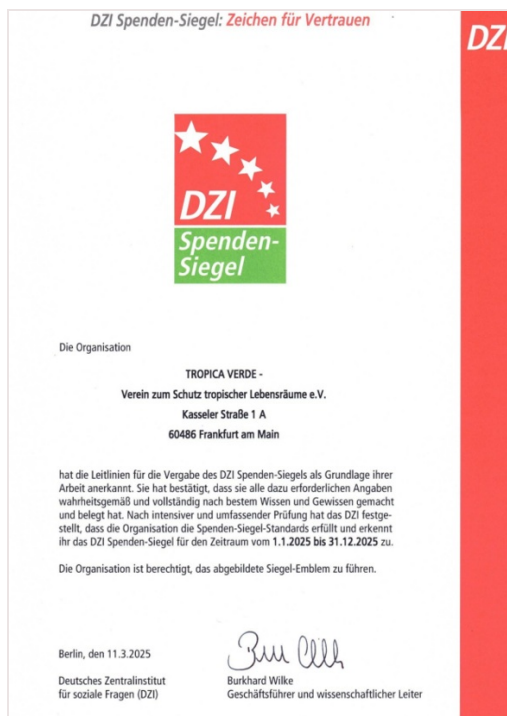 DZI Spenden-Siegel: Zeichen für Vertrauen
DZI
DZI
Spenden-
Siegel
Die Organisation
TROPICA VERDE -
Verein zum Schutz tropischer Lebensräume e.V.
Kasseler Straße 1 A
60486 Frankfurt am Main
hat die Leitlinien für die Vergabe des DZI Spenden-Siegels als Grundlage ihrer
Arbeit anerkannt. Sie hat bestätigt, dass sie alle dazu erforderlichen Angaben
wahrheitsgemäß und vollständig nach bestem Wissen und Gewissen gemacht
und belegt hat. Nach intensiver und umfassender Prüfung hat das DZI festge-
stellt, dass die Organisation die Spenden-Siegel-Standards erfüllt und erkennt
ihr das DZI Spenden-Siegel für den Zeitraum vom 1.1.2025 bis 31.12.2025 zu.
Die Organisation ist berechtigt, das abgebildete Siegel-Emblem zu führen.
Berlin, den 11.3.2025
Deutsches Zentralinstitut
für soziale Fragen (DZI)
Burkhard Wilke
Geschäftsführer und wissenschaftlicher Leiter